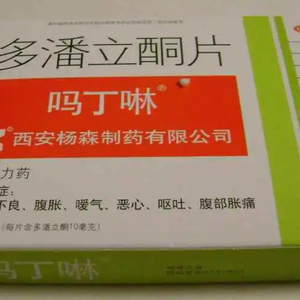 多潘立酮片
吗丁啉®
®西安杨森制药有限公司
力药
症:
不良、腹胀、嗳气、恶心、呕吐、腹部胀痛
(每片含多潘立酮10毫克)
吗丁啉®